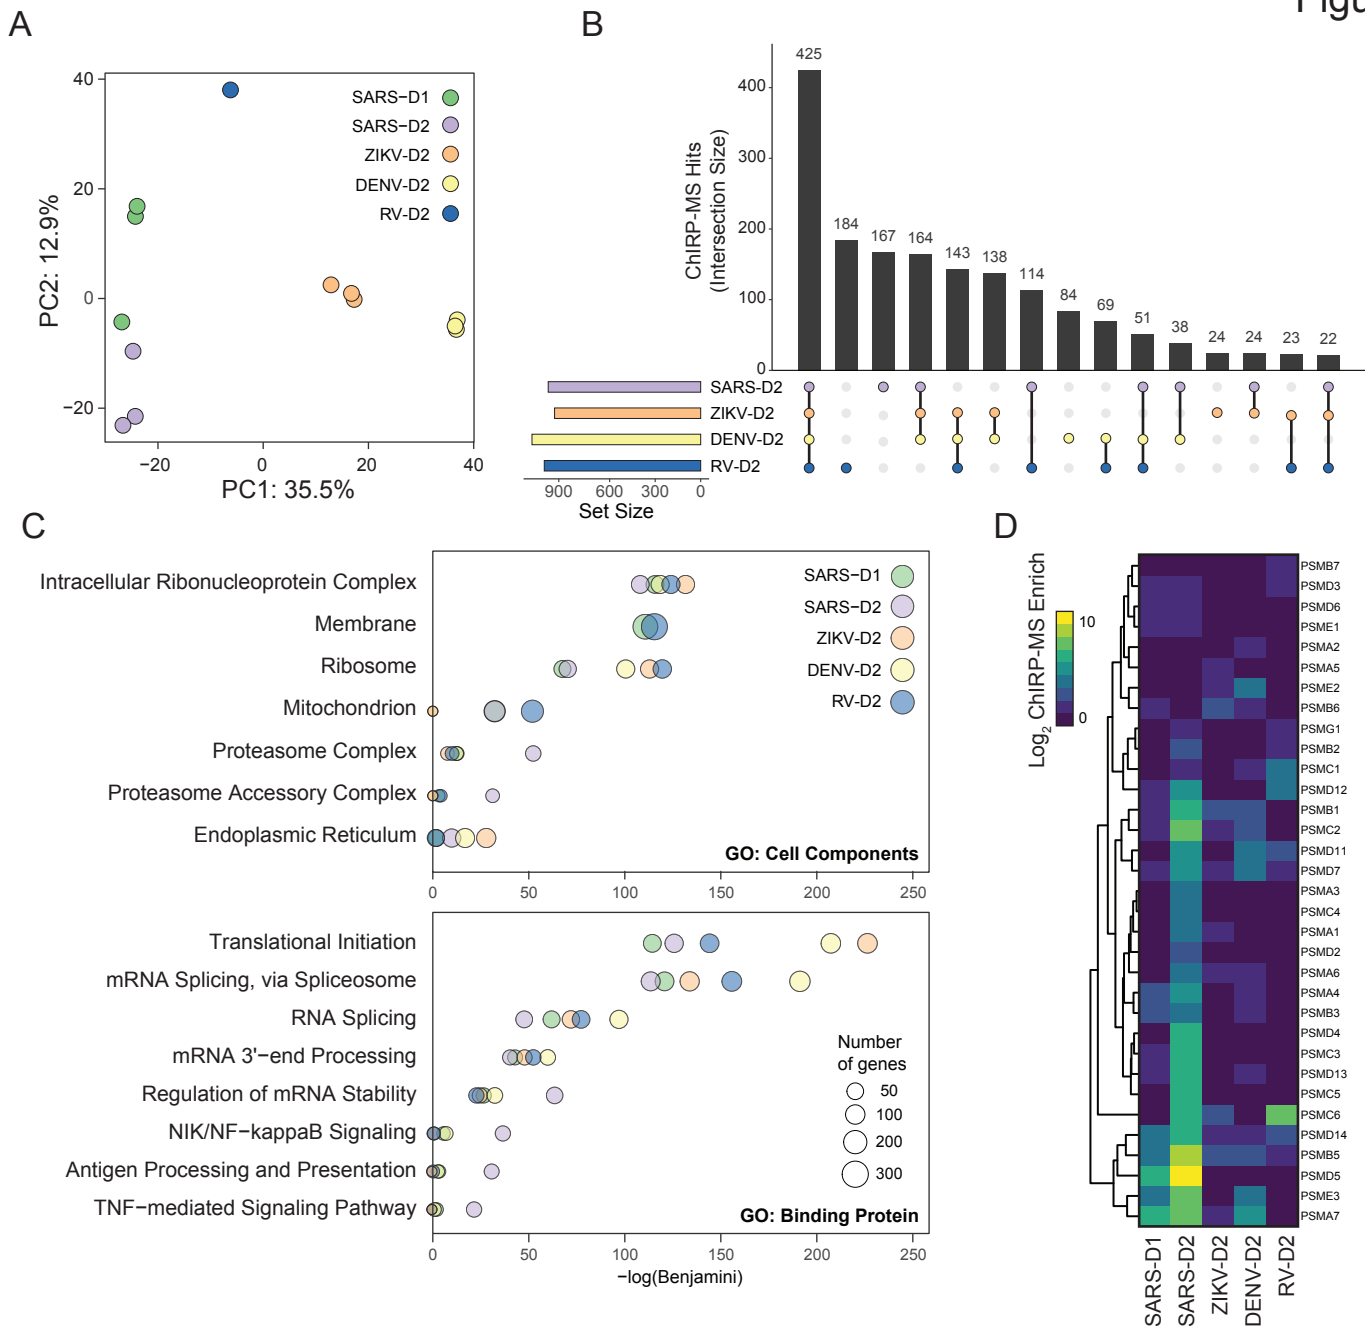 Figu
A
40
20
0
−20
−20
0
20
40
PC2: 12.9%
PC1: 35.5%
SARS−D1
SARS−D2
ZIKV-D2
DENV-D2
RV-D2
B
ChIRP-MS Hits
(Intersection Size)
400
300
200
100
0
425
184
167
164
143
138
114
84
69
51
38
24
24
23
22
SARS-D2
ZIKV-D2
DENV-D2
RV-D2
900
600
300
0
Set Size
C
Intracellular Ribonucleoprotein Complex
Membrane
Ribosome
Mitochondrion
Proteasome Complex
Proteasome Accessory Complex
Endoplasmic Reticulum
SARS−D1
SARS−D2
ZIKV-D2
DENV-D2
RV-D2
GO: Cell Components
0
50
100
150
200
250
Translational Initiation
mRNA Splicing, via Spliceosome
RNA Splicing
mRNA 3'−end Processing
Regulation of mRNA Stability
NIK/NF−kappaB Signaling
Antigen Processing and Presentation
TNF−mediated Signaling Pathway
Number
of genes
50
100
200
300
GO: Binding Protein
0
50
100
150
200
250
−log(Benjamini)
D
Log2 ChIRP-MS Enrich
10
0
PSMB7
PSMD3
PSMD6
PSME1
PSMA2
PSMA5
PSME2
PSMB6
PSMG1
PSMB2
PSMC1
PSMD12
PSMB1
PSMC2
PSMD11
PSMD7
PSMA3
PSMC4
PSMA1
PSMD2
PSMA6
PSMA4
PSMB3
PSMD4
PSMC3
PSMD13
PSMC5
PSMC6
PSMD14
PSMB5
PSMD5
PSME3
PSMA7
SARS-D1
SARS-D2
ZIKV-D2
DENV-D2
RV-D2